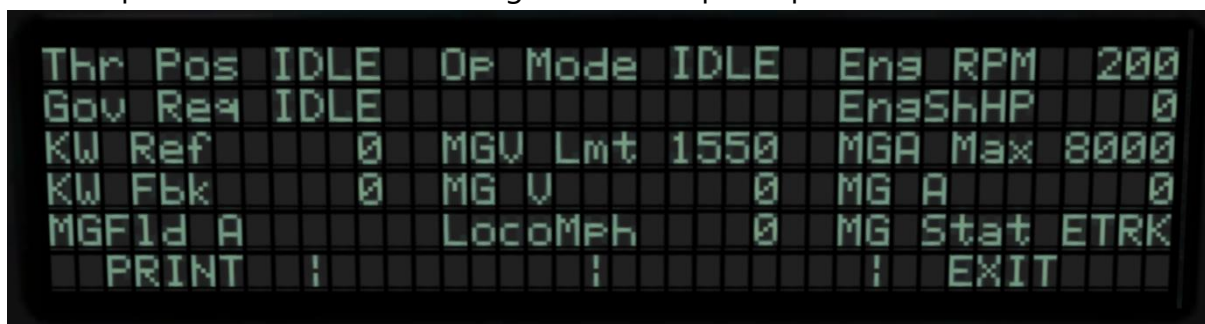 Thr Pos IDLE Op Mode IDLE Eng RPM 200
Gov Req IDLE EngShHP 0
KW Ref 0 MGV Lmt 1550 MGA Max 8000
KW Fbk 0 MG V 0 MG A 0
MGFld A LocoMph 0 MG Stat ETRK
PRINT ¦ ¦ ¦ EXIT